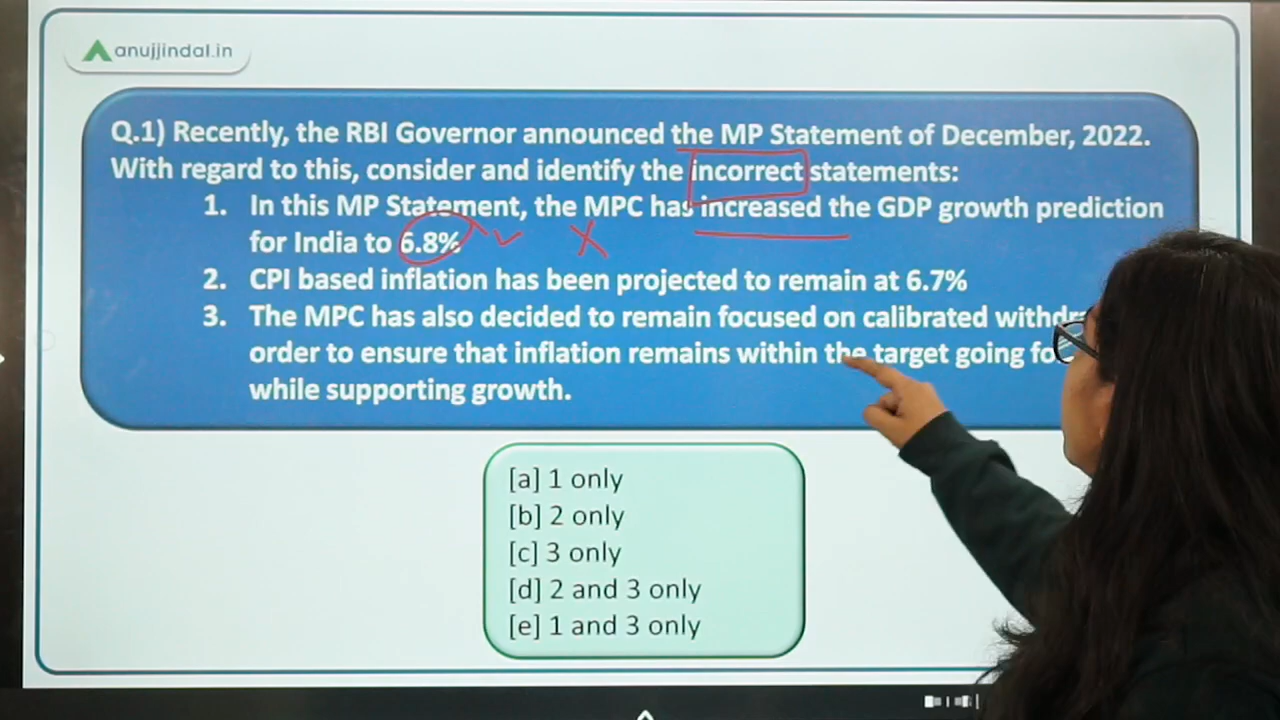 anujjindal.in
Q.1) Recently, the RBI Governor announced the MP Statement of December, 2022.
With regard to this, consider and identify the incorrect statements:
1. In this MP Statement, the MPC has increased the GDP growth prediction
for India to 6.8%
2. CPI based inflation has been projected to remain at 6.7%
3. The MPC has also decided to remain focused on calibrated
order to ensure that inflation remains within the target going
while supporting growth.
[a] 1 only
[b] 2 only
[c] 3 only
[d] 2 and 3 only
[e] 1 and 3 only